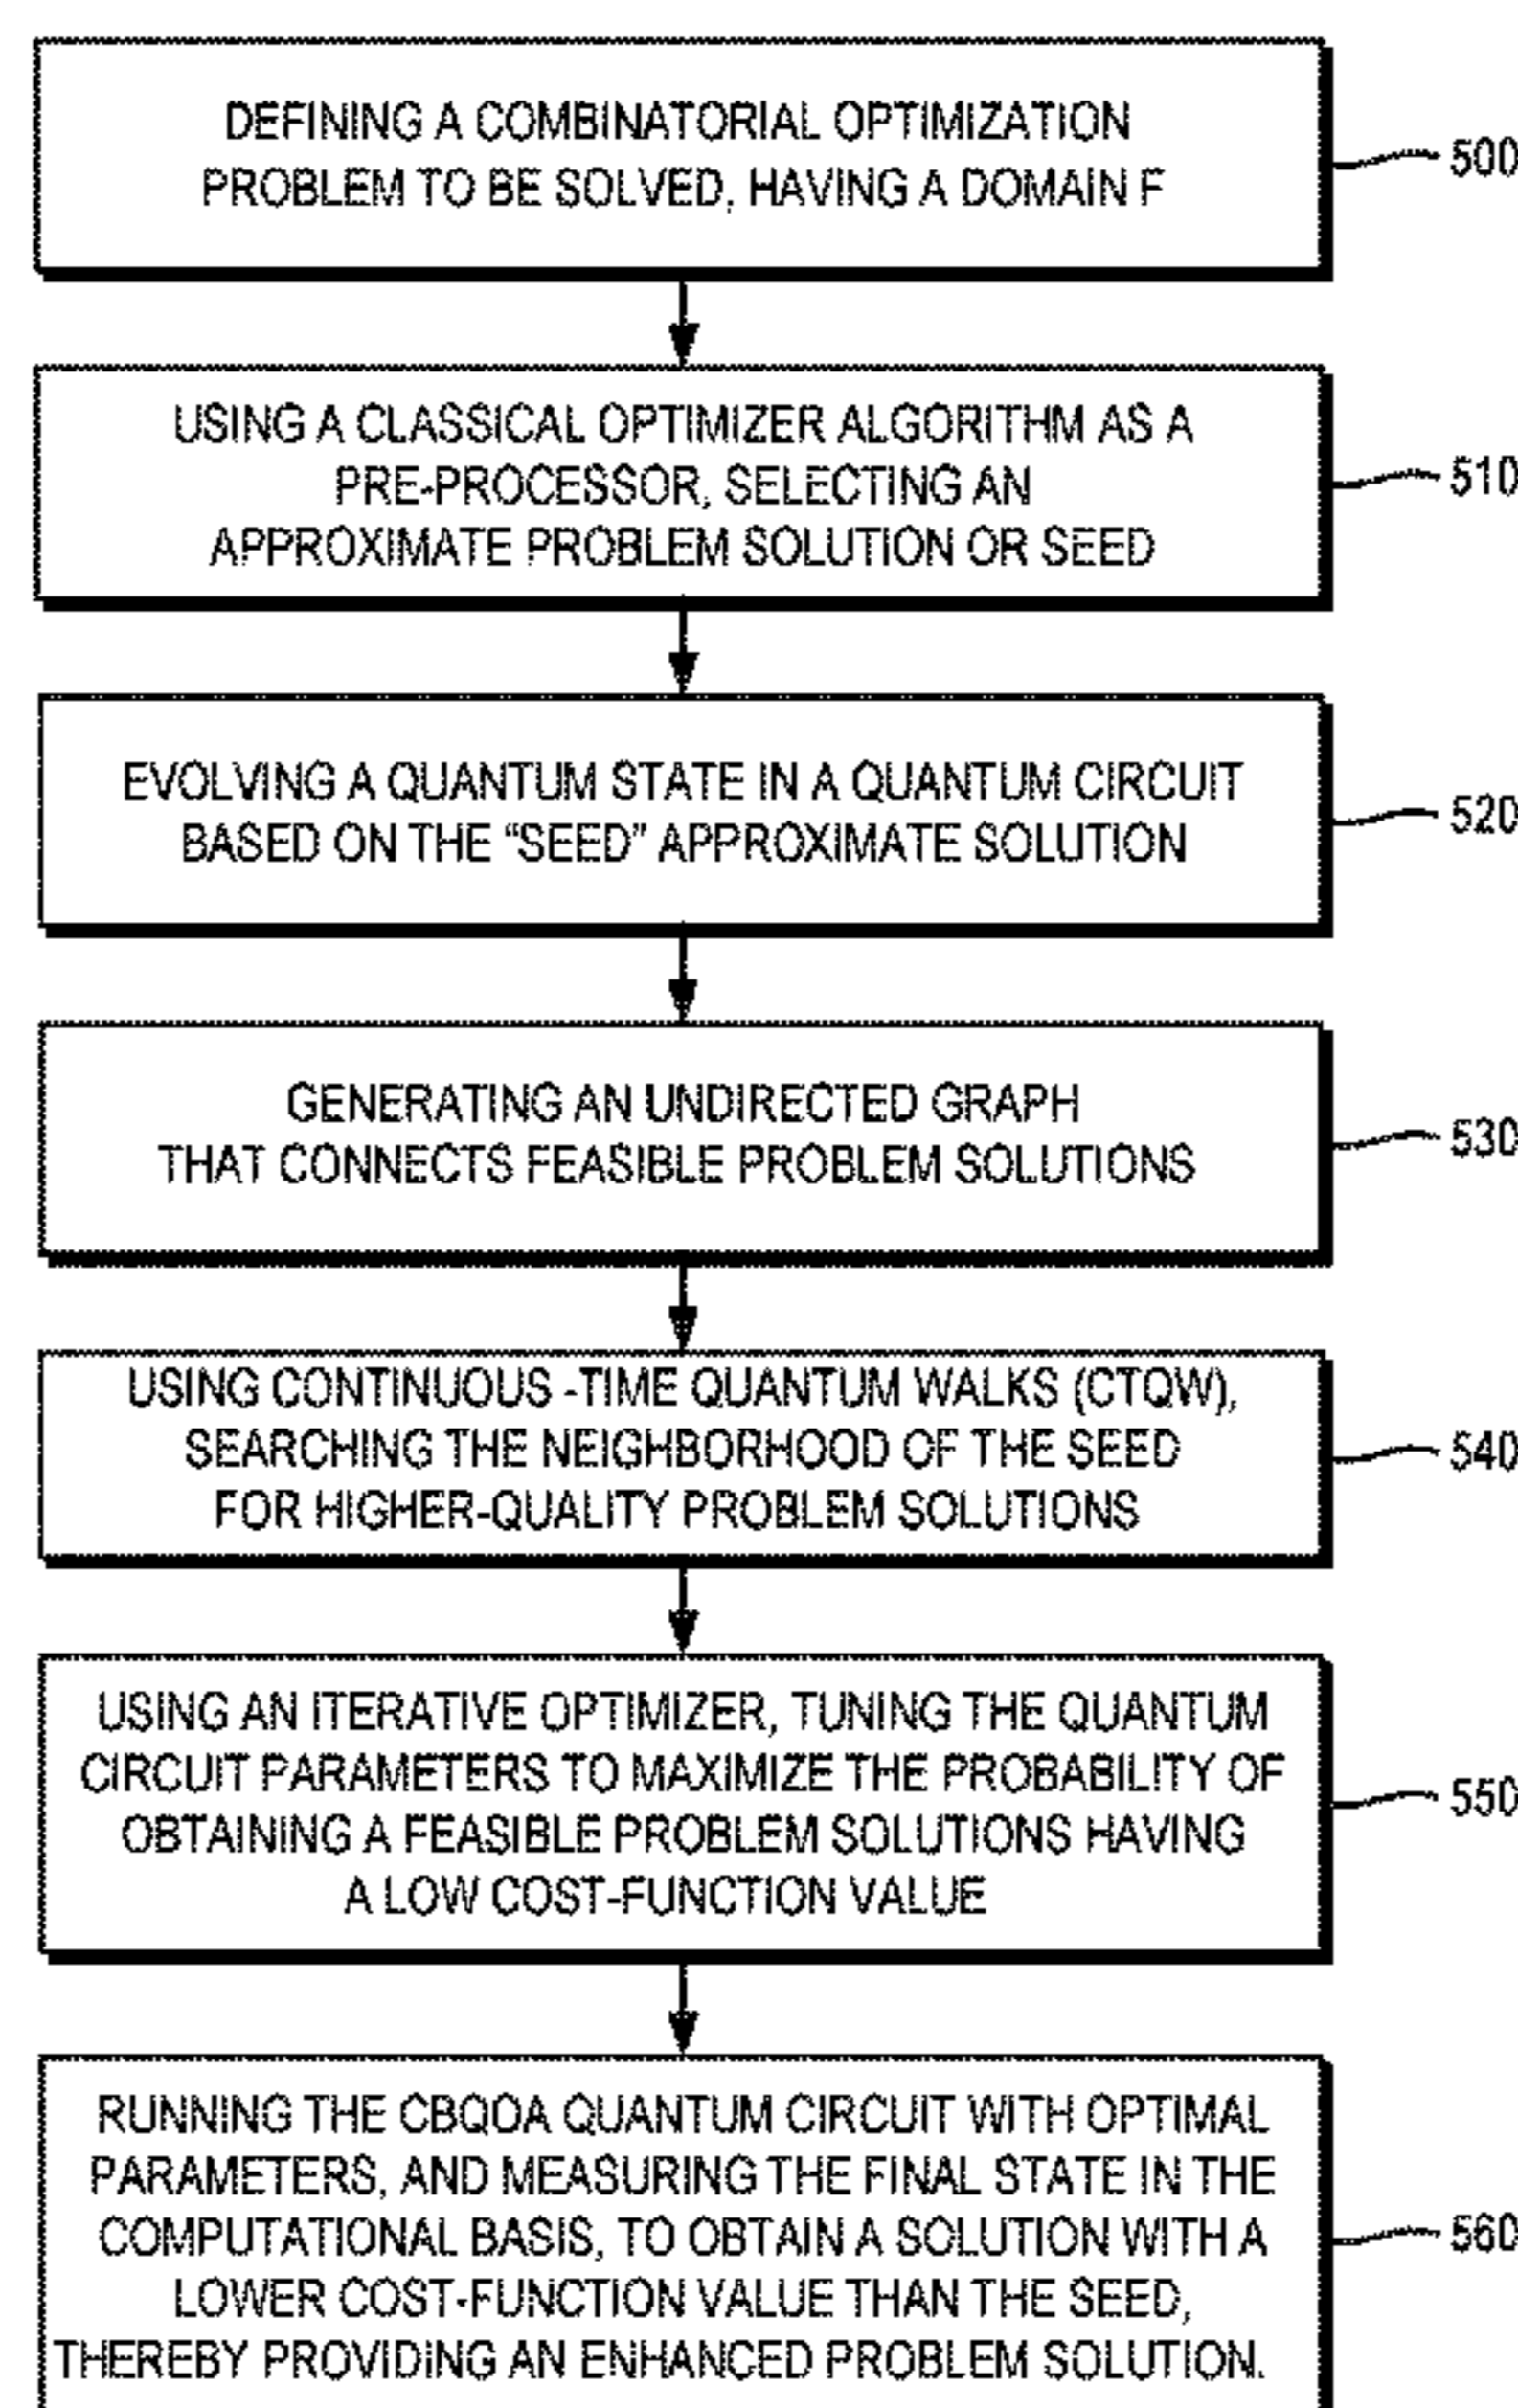 DEFINING A COMBINATORIAL OPTIMIZATION
PROBLEM TO BE SOLVED, HAVING A DOMAIN F
500
USING A CLASSICAL OPTIMIZER ALGORITHM AS A
PRE-PROCESSOR, SELECTING AN
APPROXIMATE PROBLEM SOLUTION OR SEED
510
EVOLVING A QUANTUM STATE IN A QUANTUM CIRCUIT
BASED ON THE “SEED” APPROXIMATE SOLUTION
520
GENERATING AN UNDIRECTED GRAPH
THAT CONNECTS FEASIBLE PROBLEM SOLUTIONS
530
USING CONTINUOUS -TIME QUANTUM WALKS (CTQW),
SEARCHING THE NEIGHBORHOOD OF THE SEED
FOR HIGHER-QUALITY PROBLEM SOLUTIONS
540
USING AN ITERATIVE OPTIMIZER, TUNING THE QUANTUM
CIRCUIT PARAMETERS TO MAXIMIZE THE PROBABILITY OF
OBTAINING A FEASIBLE PROBLEM SOLUTIONS HAVING
A LOW COST-FUNCTION VALUE
550
RUNNING THE CBQOA QUANTUM CIRCUIT WITH OPTIMAL
PARAMETERS, AND MEASURING THE FINAL STATE IN THE
COMPUTATIONAL BASIS, TO OBTAIN A SOLUTION WITH A
LOWER COST-FUNCTION VALUE THAN THE SEED,
THEREBY PROVIDING AN ENHANCED PROBLEM SOLUTION.
560